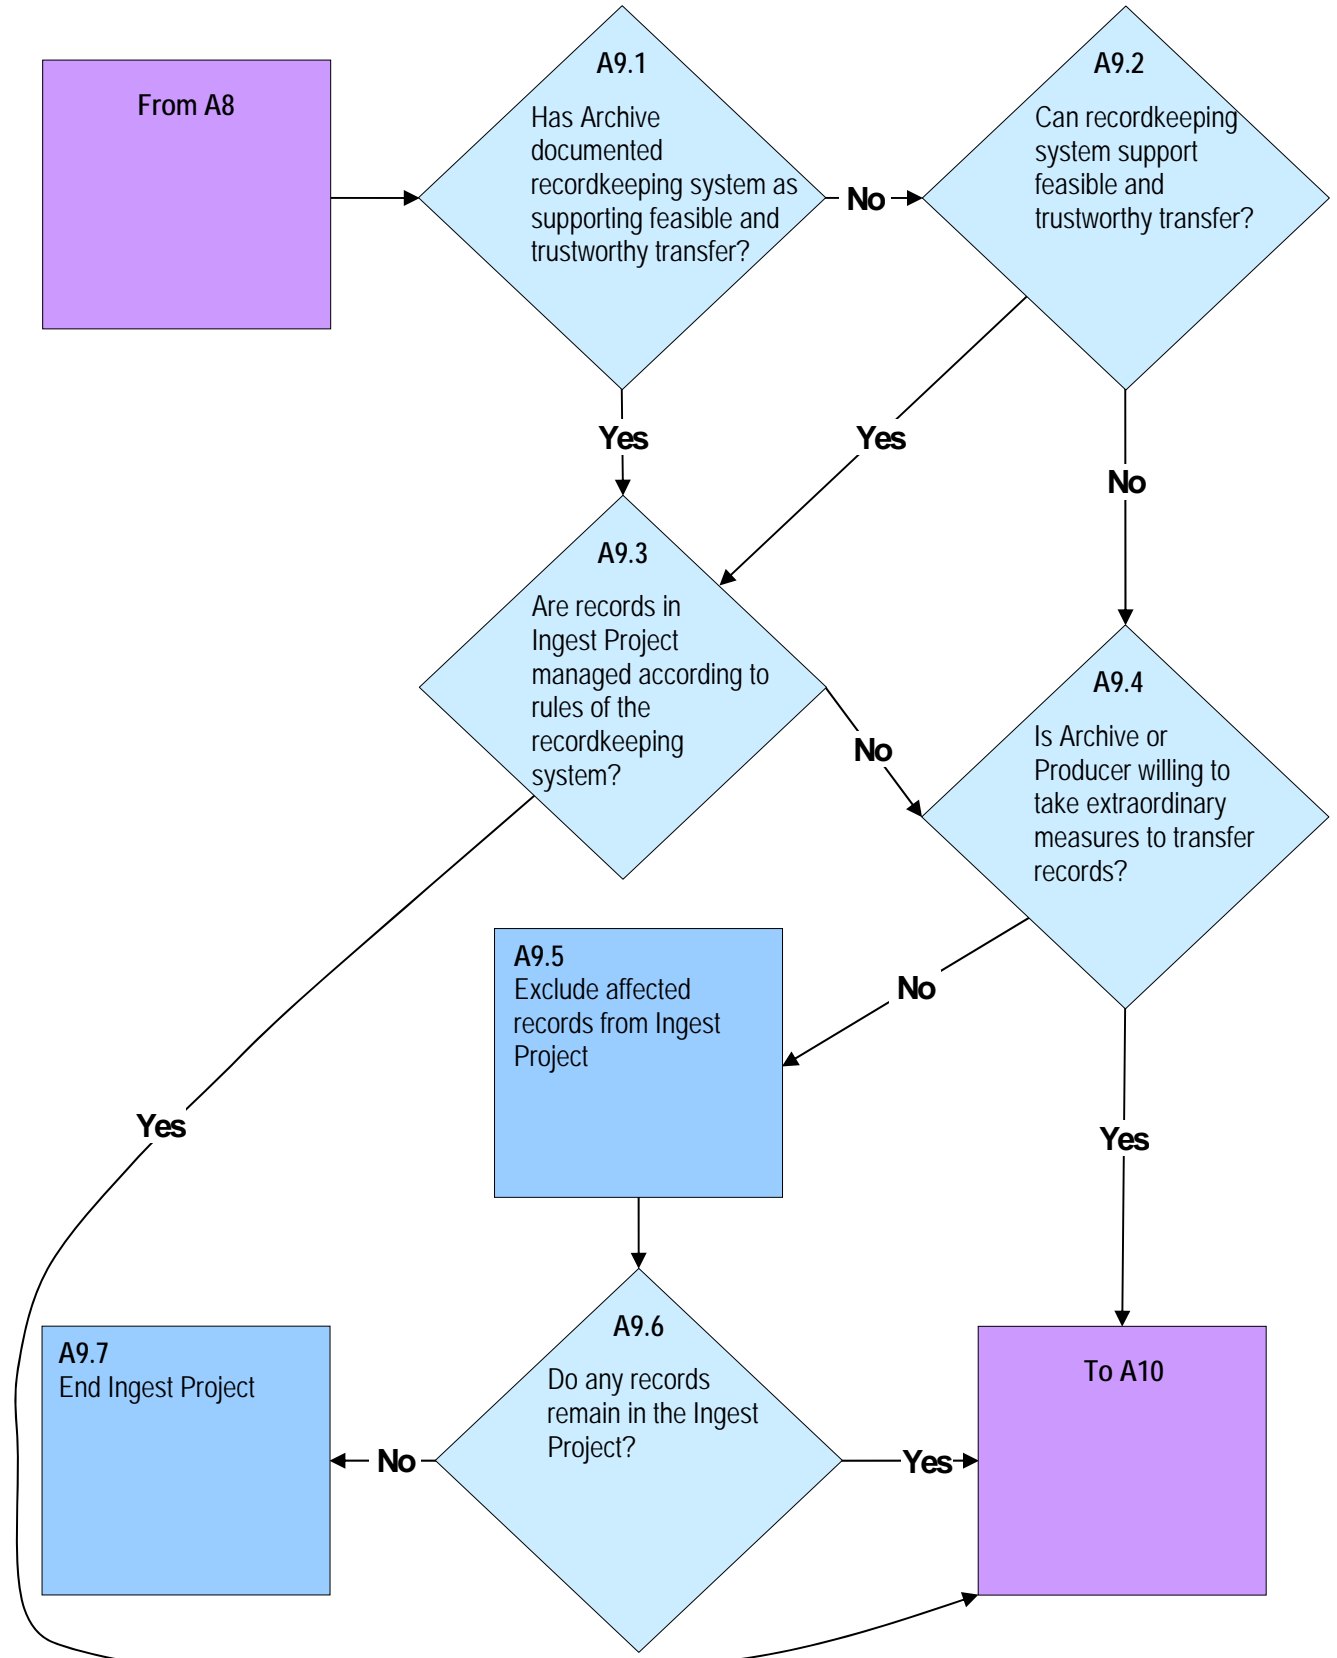 From A8
A9.1
Has Archive
documented
recordkeeping system as
supporting feasible and
trustworthy transfer?
No
A9.2
Can recordkeeping
system support
feasible and
trustworthy transfer?
Yes
Yes
No
A9.3
Are records in
Ingest Project
managed according to
rules of the
recordkeeping
system?
No
A9.4
Is Archive or
Producer willing to
take extraordinary
measures to transfer
records?
A9.5
Exclude affected
records from Ingest
Project
No
Yes
Yes
A9.7
End Ingest Project
No
A9.6
Do any records
remain in the Ingest
Project?
Yes
To A10